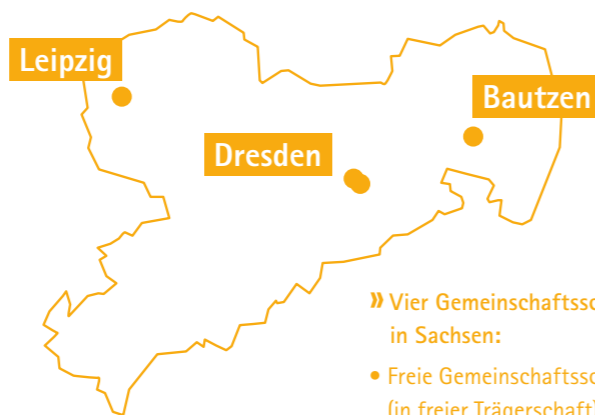 Leipzig
Bautzen
Dresden
» Vier Gemeinschaftssc
in Sachsen:
• Freie Gemeinschaftssc
(in freier Trägerschaft)